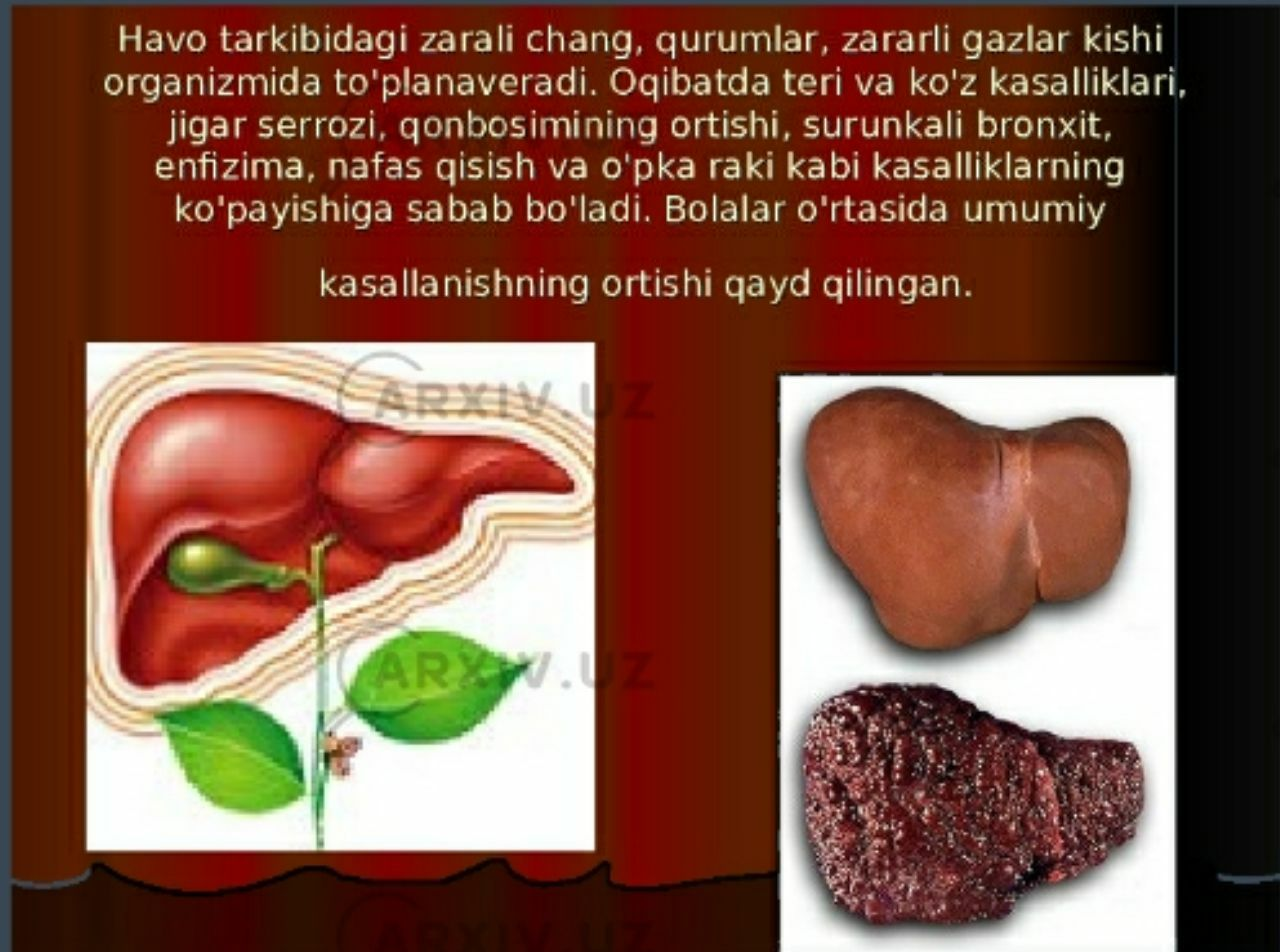 Havo tarkibidagi zarali chang, qurumlar, zararli gazlar kishi
organizmida to'planaveradi. Oqibatda teri va ko'z kasalliklari,
jigar serrozi, qonbosimining ortishi, surunkali bronxit,
enfizima, nafas qisish va o'pka raki kabi kasalliklarning
ko'payishiga sabab bo'ladi. Bolalar o'rtasida umumiy
kasallanishning ortishi qayd qilingan.
ARXIV.UZ
ARXIV.UZ
ARXIV.UZ